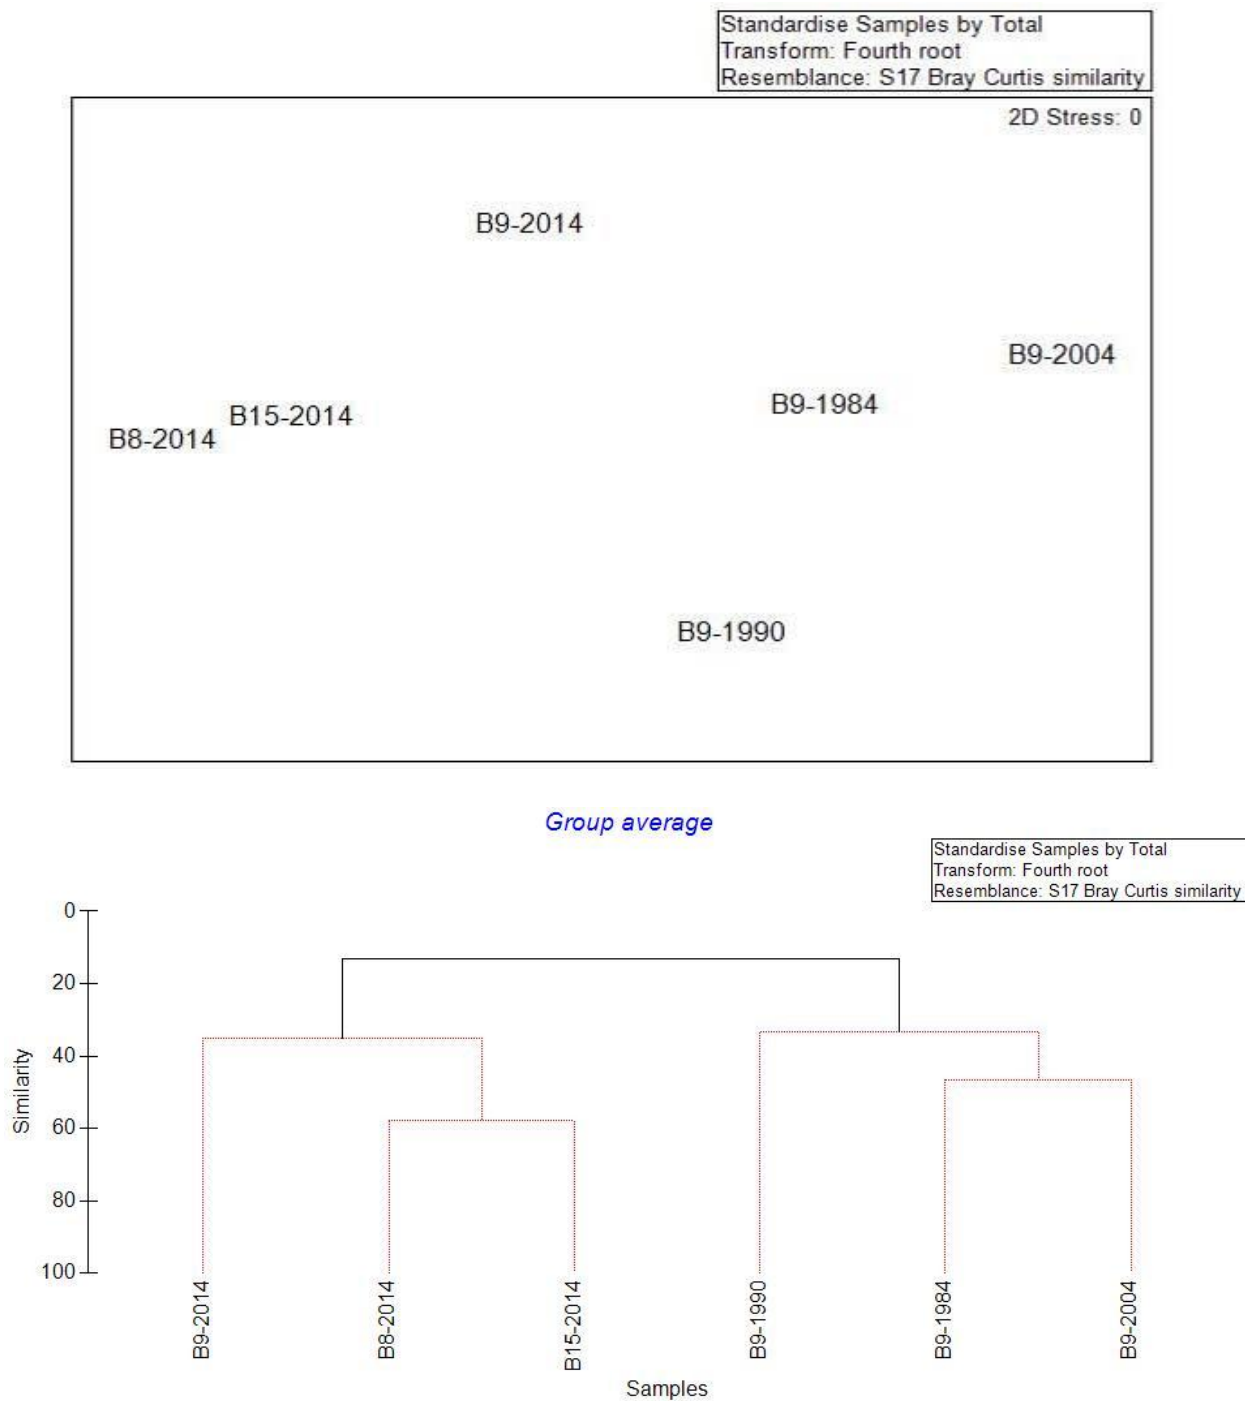 Standardise Samples by Total
Transform: Fourth root
Resemblance: S17 Bray Curtis similarity
2D Stress: 0
B9-2014
B9-2004
B9-1984
B15-2014
B8-2014
B9-1990
Group average
Standardise Samples by Total
Transform: Fourth root
Resemblance: S17 Bray Curtis similarity
0
20
40
60
80
100
Similarity
B9-2014
B8-2014
B15-2014
B9-1990
B9-1984
B9-2004
Samples